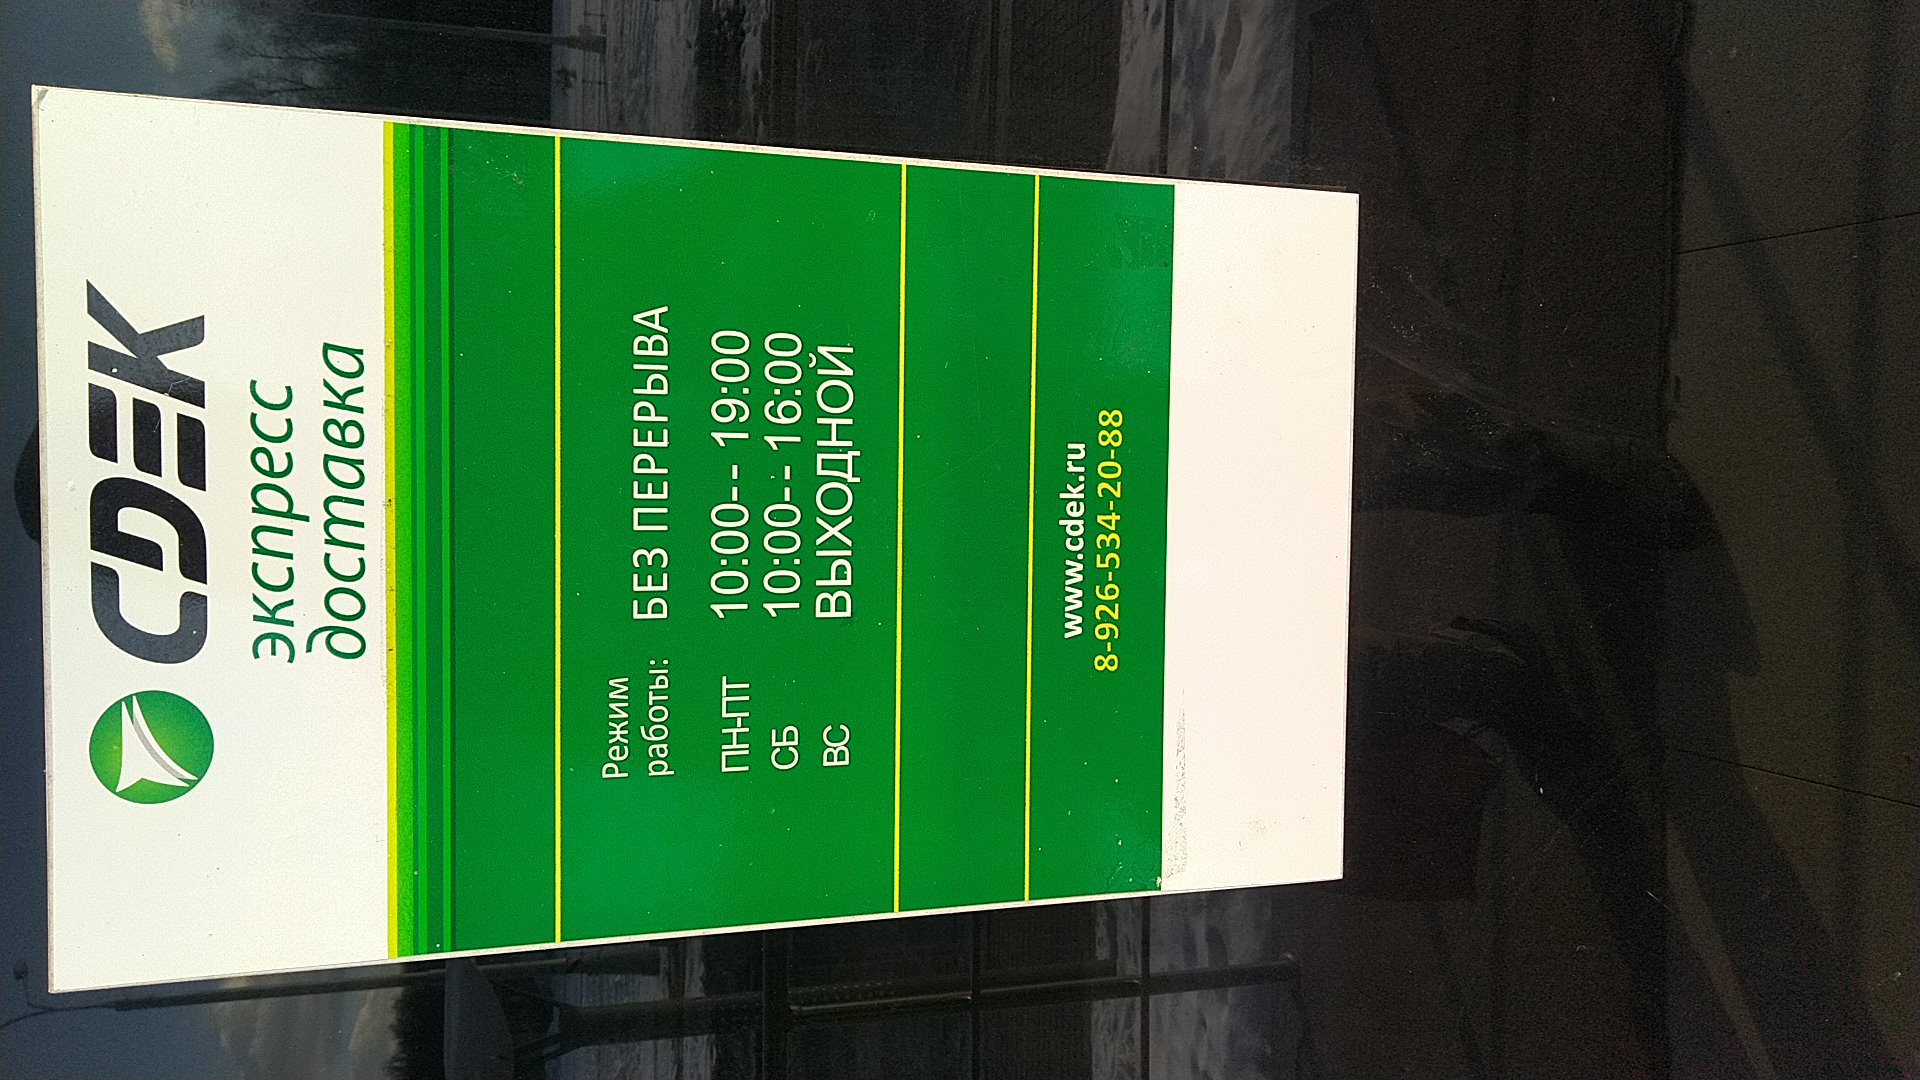 CDEK
экспресс
доставка
Режим
работы: БЕЗ ПЕРЕРЫВА
ПН-ПТ 10:00-- 19:00
СБ 10:00-- 16:00
ВС ВЫХОДНОЙ
www.cdek.ru
8-926-534-20-88